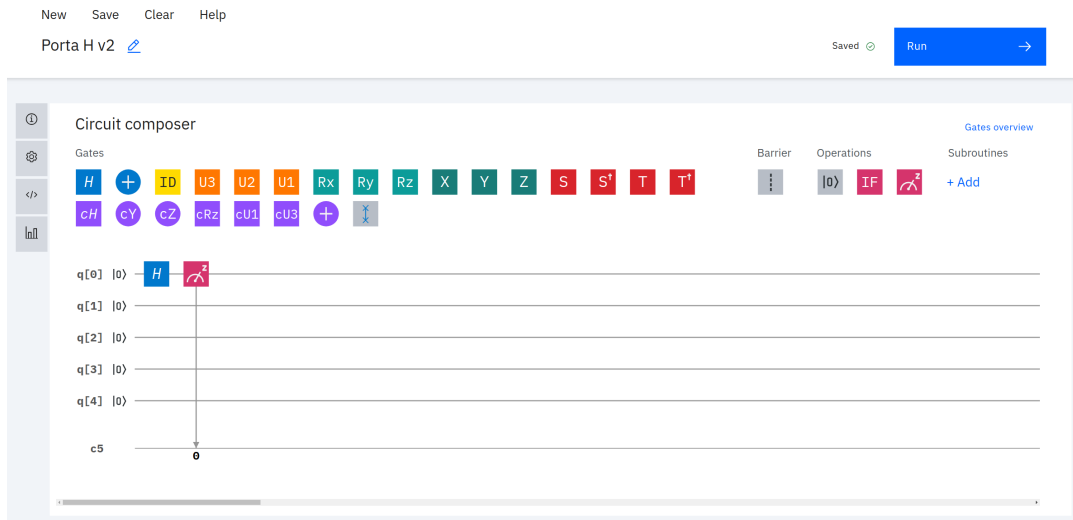 New Save Clear Help
Porta H v2
Saved
Run
Circuit composer
Gates overview
Gates
Barrier
Operations
Subroutines
H + ID U3 U2 U1 Rx Ry Rz X Y Z S S† T T† |0⟩ IF z + Add
cH cY cZ cRz cU1 cU3 +
q[0] |0⟩ H z
q[1] |0⟩
q[2] |0⟩
q[3] |0⟩
q[4] |0⟩
c5
0